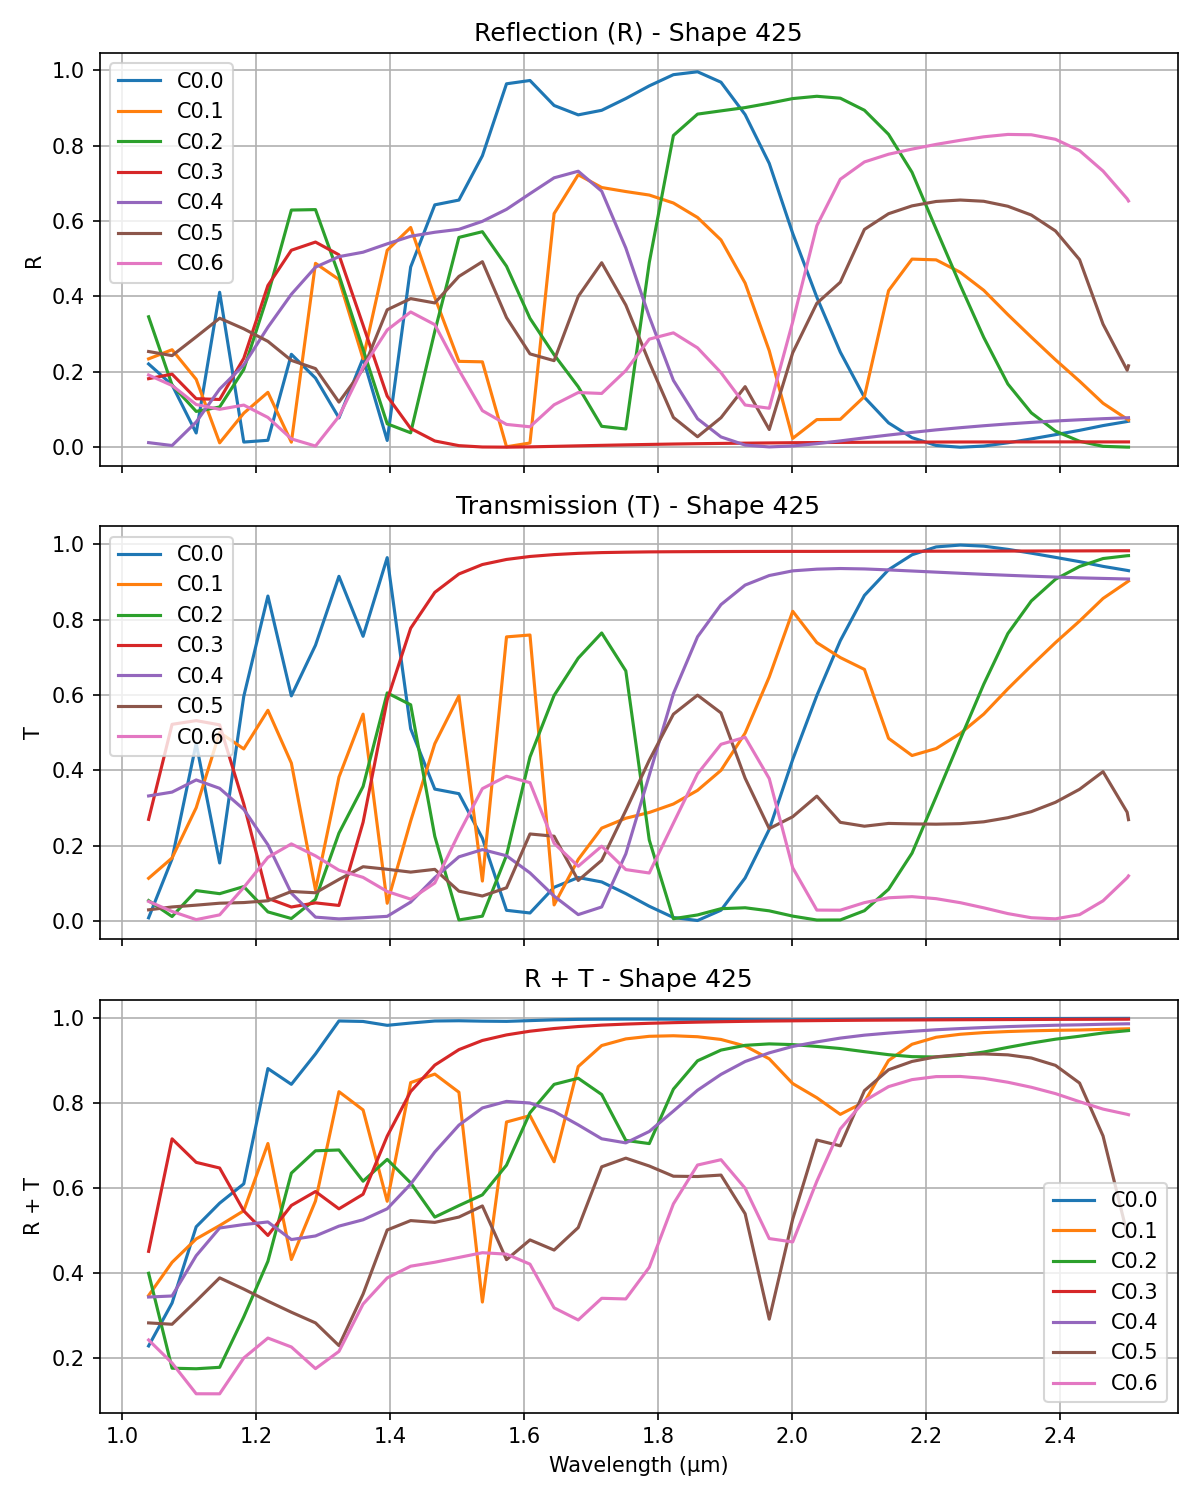 Reflection (R) - Shape 425
1.0
0.8
0.6
0.4
0.2
0.0
R
C0.0
C0.1
C0.2
C0.3
C0.4
C0.5
C0.6
Transmission (T) - Shape 425
1.0
0.8
0.6
0.4
0.2
0.0
T
C0.0
C0.1
C0.2
C0.3
C0.4
C0.5
C0.6
R + T - Shape 425
1.0
0.8
0.6
0.4
0.2
R + T
C0.0
C0.1
C0.2
C0.3
C0.4
C0.5
C0.6
1.0 1.2 1.4 1.6 1.8 2.0 2.2 2.4
Wavelength (μm)